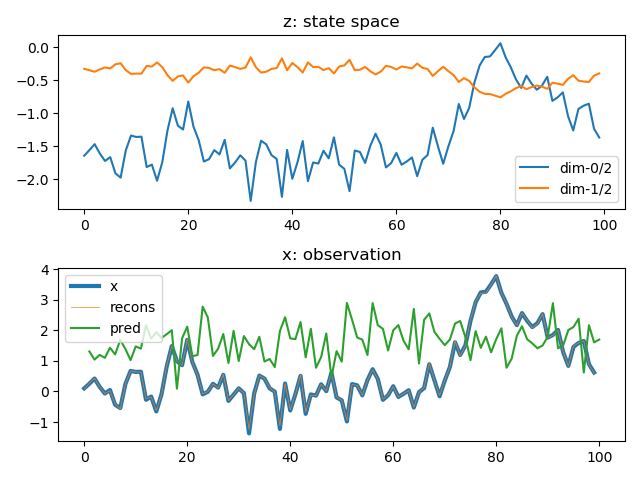 z: state space
0.0
−0.5
−1.0
−1.5
−2.0
dim-0/2
dim-1/2
0 20 40 60 80 100
x: observation
4
3
2
1
0
−1
x
recons
pred
0 20 40 60 80 100